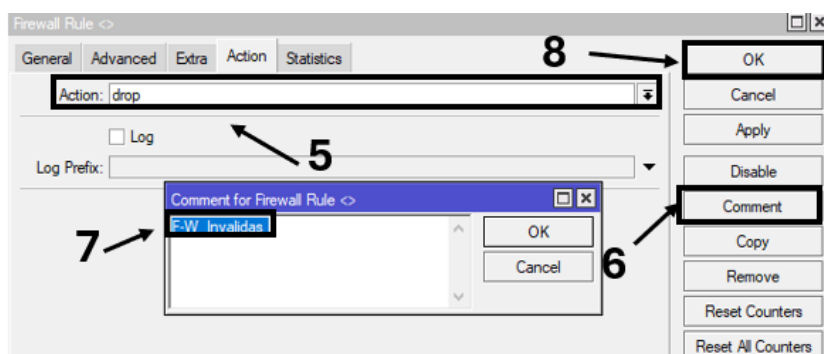 Firewall Rule <>
General Advanced Extra Action Statistics
8
OK
Action: drop
Cancel
Log
Apply
5
Log Prefix:
Disable
Comment for Firewall Rule <>
Comment
F-W_Invalidas
OK
7
Copy
Cancel
6
Remove
Reset Counters
Reset All Counters